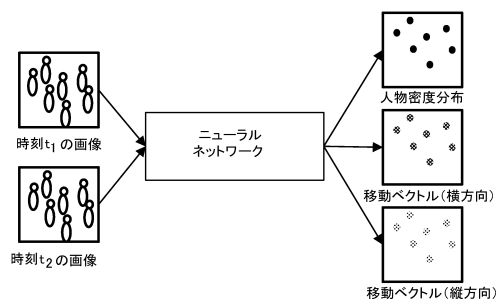 時刻t1の画像
時刻t2の画像
ニューラル
ネットワーク
人物密度分布
移動ベクトル(横方向)
移動ベクトル(縦方向)